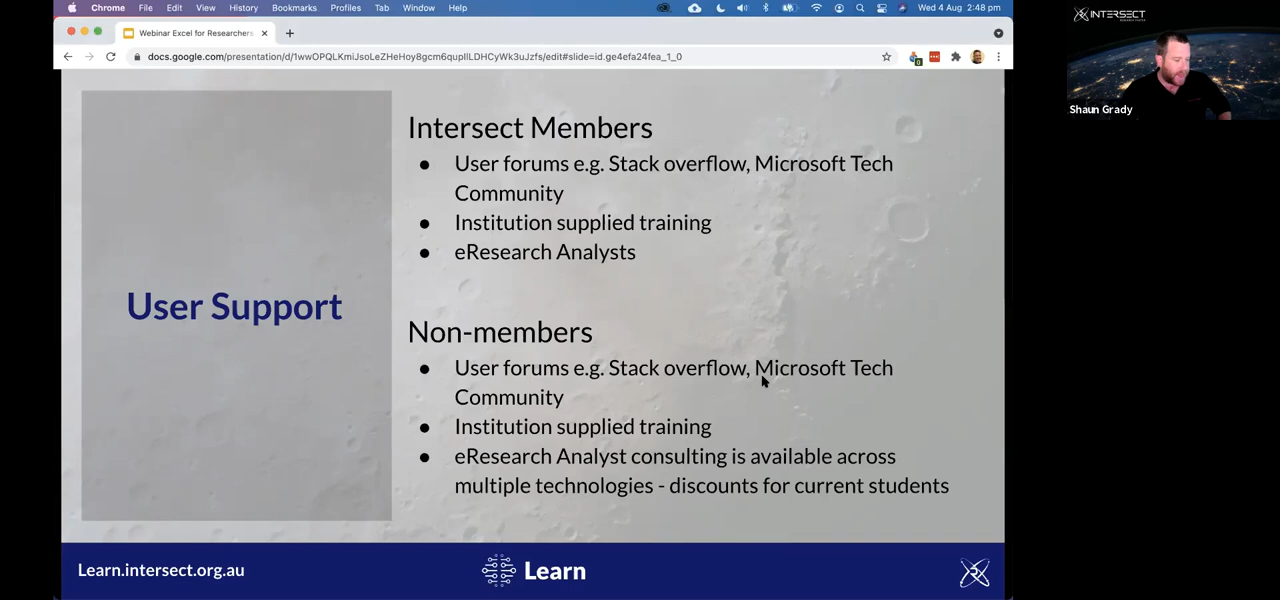 Chrome File Edit View History Bookmarks Profiles Tab Window Help Wed 4 Aug 2:48 pm
Webinar Excel for Researchers
docs.google.com/presentation/d/1wwOPQLKmiJsoLeZHeHoy8gcm6qupIlLDHCyWk3uJzfs/edit#slide=id.ge4efa24fea_1_0
INTERSECT
Shaun Grady
User Support
Intersect Members
● User forums e.g. Stack overflow, Microsoft Tech
Community
● Institution supplied training
● eResearch Analysts
Non-members
● User forums e.g. Stack overflow, Microsoft Tech
Community
● Institution supplied training
● eResearch Analyst consulting is available across
multiple technologies - discounts for current students
Learn.intersect.org.au
Learn